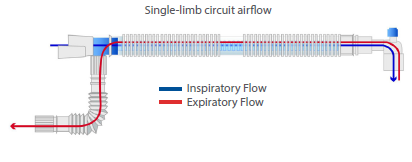 Single-limb circuit airflow
Inspiratory Flow
Expiratory Flow